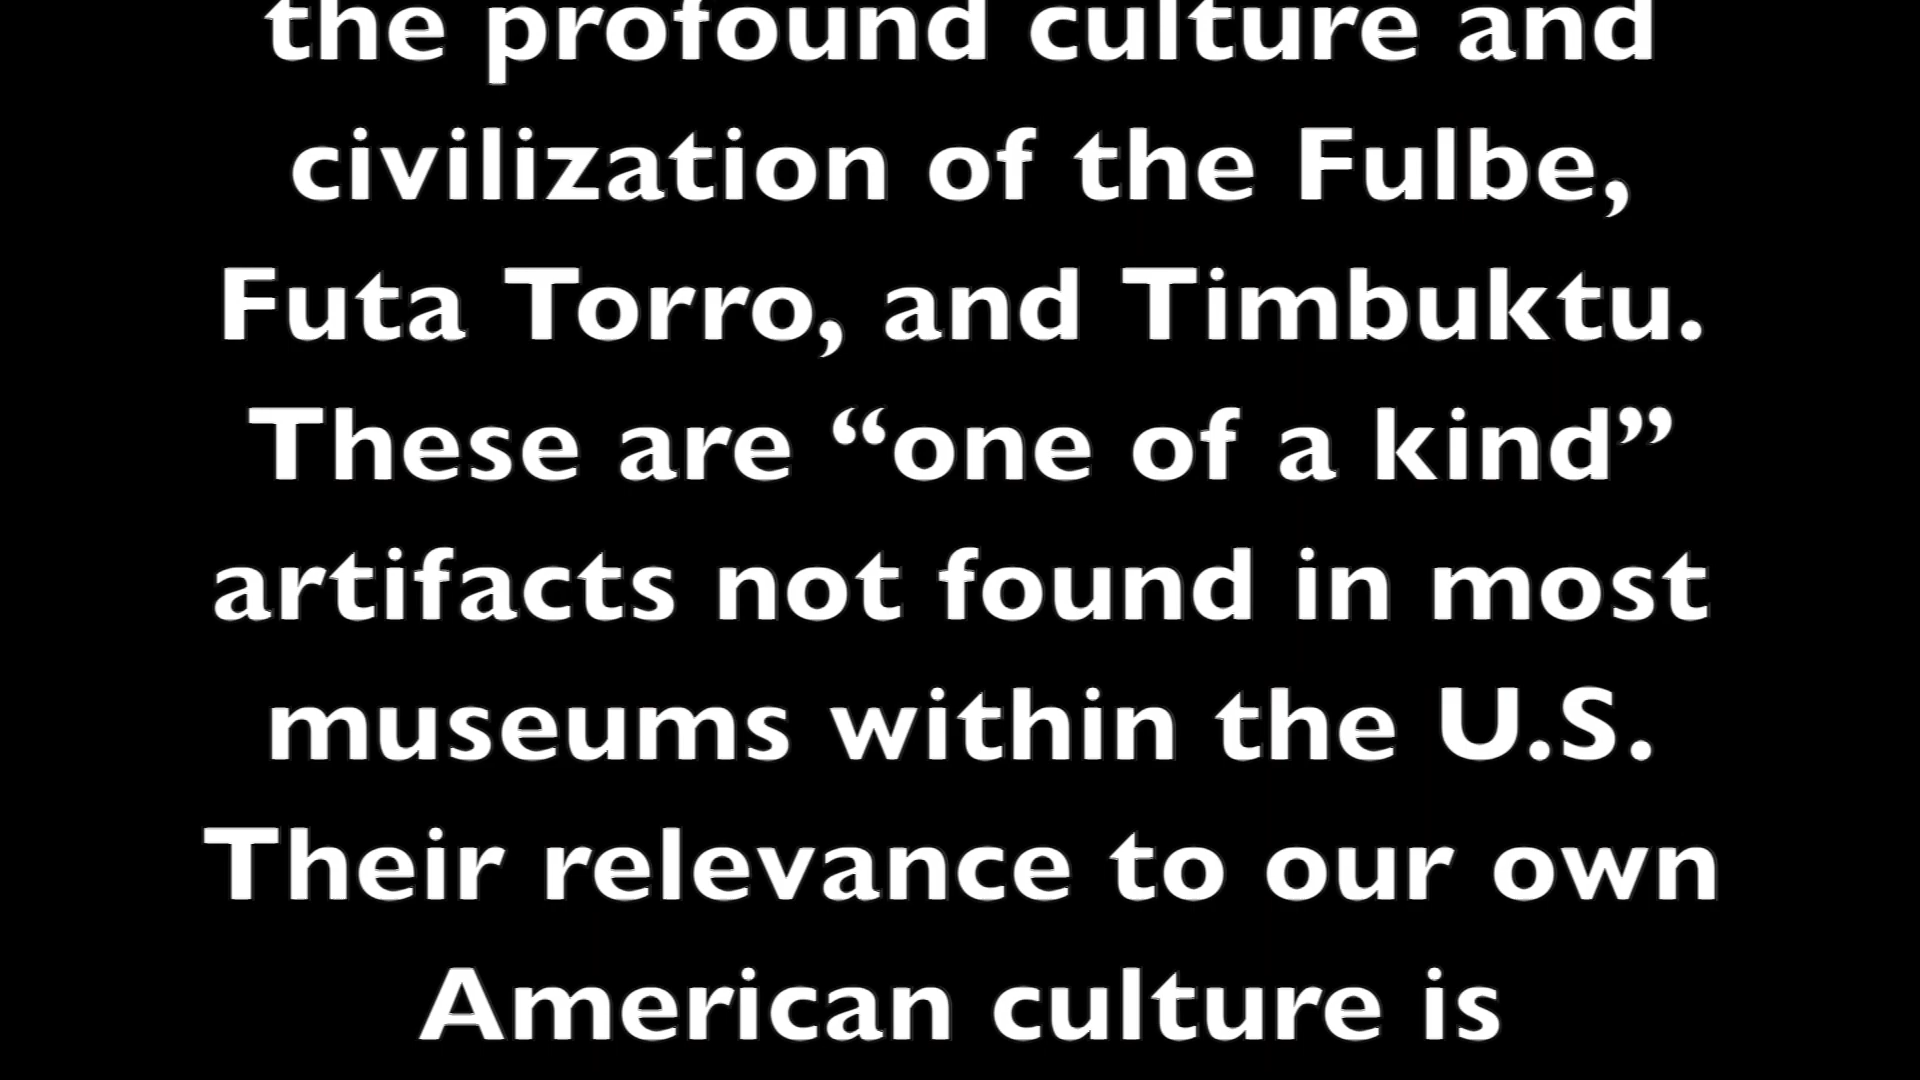 the profound culture and
civilization of the Fulbe,
Futa Torro, and Timbuktu.
These are “one of a kind”
artifacts not found in most
museums within the U.S.
Their relevance to our own
American culture is